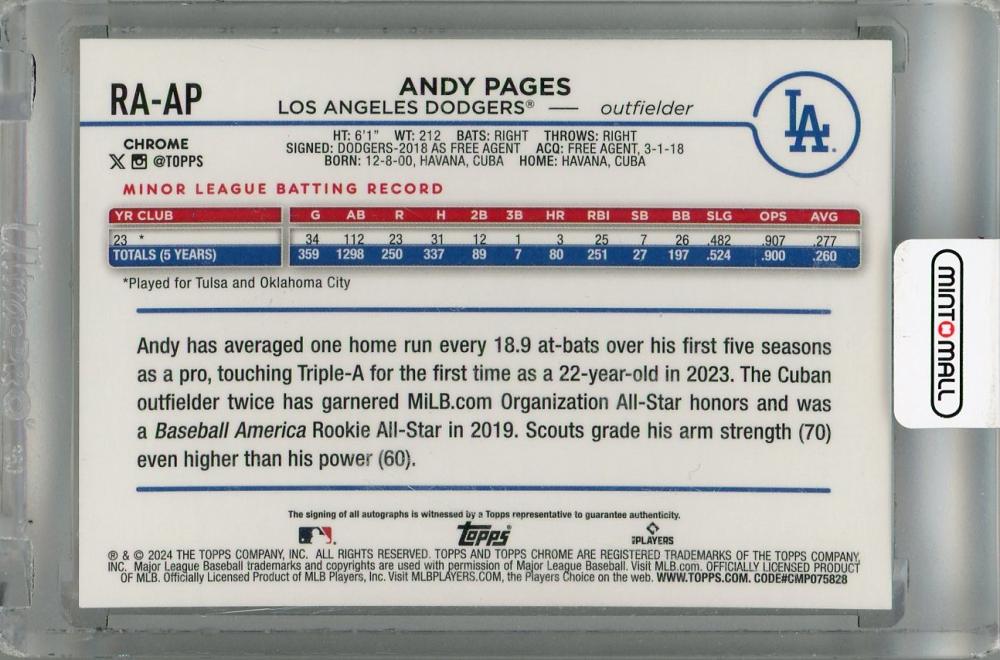 RA-AP
ANDY PAGES
LOS ANGELES DODGERS® — outfielder
LA
CHROME
@TOPPS
HT: 6'1" WT: 212 BATS: RIGHT THROWS: RIGHT
SIGNED: DODGERS-2018 AS FREE AGENT ACQ: FREE AGENT, 3-1-18
BORN: 12-8-00, HAVANA, CUBA HOME: HAVANA, CUBA
MINOR LEAGUE BATTING RECORD
YR CLUB G AB R H 2B 3B HR RBI SB BB SLG OPS AVG
23 * 34 112 23 31 12 1 3 25 7 26 .482 .907 .277
TOTALS (5 YEARS) 359 1298 250 337 89 7 80 251 27 197 .524 .900 .260
*Played for Tulsa and Oklahoma City
Andy has averaged one home run every 18.9 at-bats over his first five seasons
as a pro, touching Triple-A for the first time as a 22-year-old in 2023. The Cuban
outfielder twice has garnered MiLB.com Organization All-Star honors and was
a Baseball America Rookie All-Star in 2019. Scouts grade his arm strength (70)
even higher than his power (60).
The signing of all autographs is witnessed by a Topps representative to guarantee authenticity.
Topps®
PLAYERS
® & © 2024 THE TOPPS COMPANY, INC. ALL RIGHTS RESERVED. TOPPS AND TOPPS CHROME ARE REGISTERED TRADEMARKS OF THE TOPPS COMPANY,
INC. Major League Baseball trademarks and copyrights are used with permission of Major League Baseball. Visit MLB.com. OFFICIALLY LICENSED PRODUCT
OF MLB. Officially Licensed Product of MLB Players, Inc. Visit MLBPLAYERS.COM, the Players Choice on the web. WWW.TOPPS.COM. CODE#CMP075828
MINTMALL